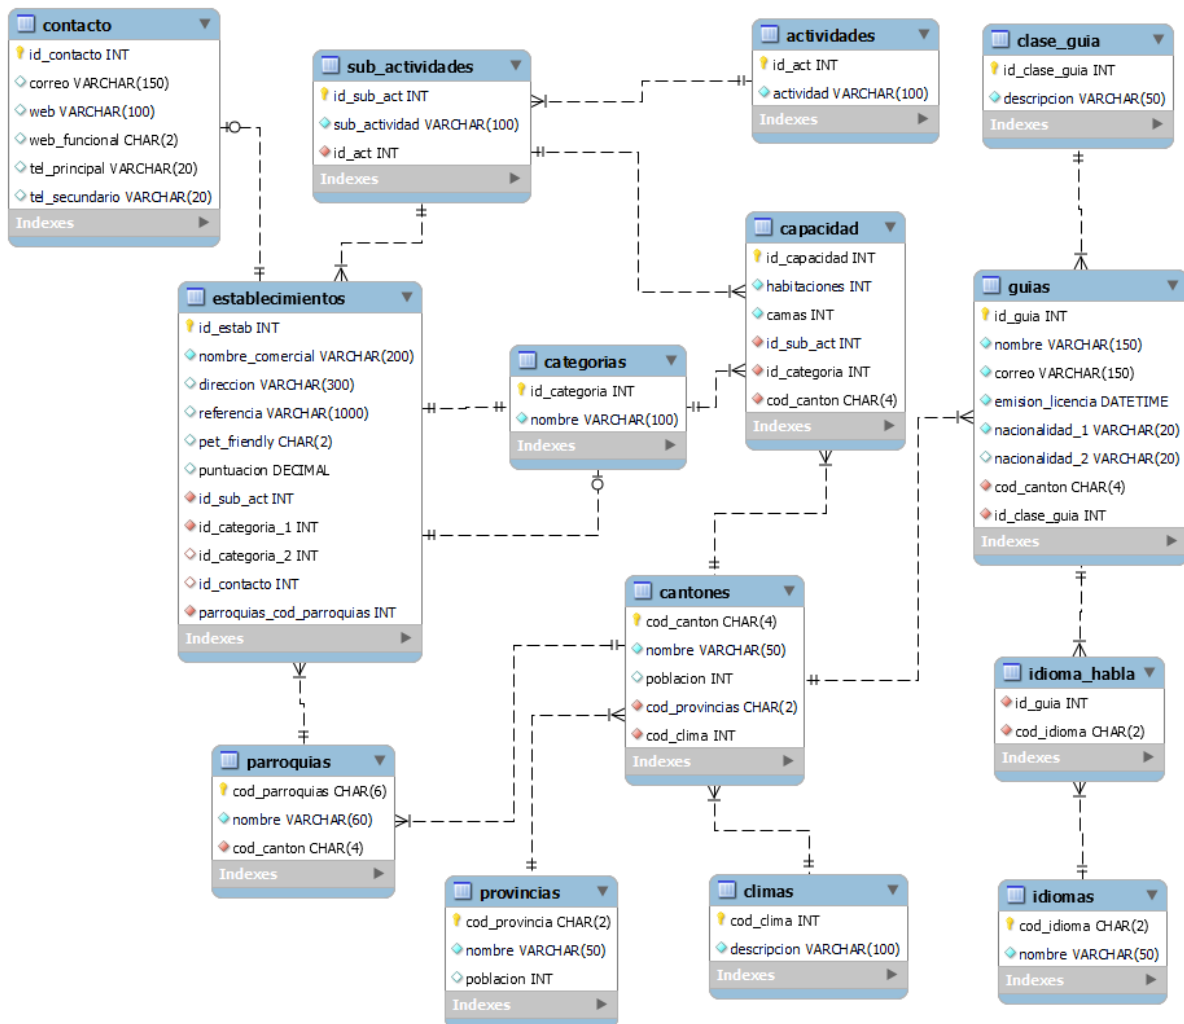 contacto
id_contacto INT
correo VARCHAR(150)
web VARCHAR(100)
web_funcional CHAR(2)
tel_principal VARCHAR(20)
tel_secundario VARCHAR(20)
Indexes
sub_actividades
id_sub_act INT
sub_actividad VARCHAR(100)
id_act INT
Indexes
actividades
id_act INT
actividad VARCHAR(100)
Indexes
clase_guia
id_clase_guia INT
descripcion VARCHAR(50)
Indexes
establecimientos
id_estab INT
nombre_comercial VARCHAR(200)
direccion VARCHAR(300)
referencia VARCHAR(1000)
pet_friendly CHAR(2)
puntuacion DECIMAL
id_sub_act INT
id_categoria_1 INT
id_categoria_2 INT
id_contacto INT
parroquias_cod_parroquias INT
Indexes
categorias
id_categoria INT
nombre VARCHAR(100)
Indexes
capacidad
id_capacidad INT
habitaciones INT
camas INT
id_sub_act INT
id_categoria INT
cod_canton CHAR(4)
Indexes
guias
id_guia INT
nombre VARCHAR(150)
correo VARCHAR(150)
emision_licencia DATETIME
nacionalidad_1 VARCHAR(20)
nacionalidad_2 VARCHAR(20)
cod_canton CHAR(4)
id_clase_guia INT
Indexes
cantones
cod_canton CHAR(4)
nombre VARCHAR(50)
poblacion INT
cod_provincias CHAR(2)
cod_clima INT
Indexes
idioma_habla
id_guia INT
cod_idioma CHAR(2)
Indexes
parroquias
cod_parroquias CHAR(6)
nombre VARCHAR(60)
cod_canton CHAR(4)
Indexes
provincias
cod_provincia CHAR(2)
nombre VARCHAR(50)
poblacion INT
Indexes
climas
cod_clima INT
descripcion VARCHAR(100)
Indexes
idiomas
cod_idioma CHAR(2)
nombre VARCHAR(50)
Indexes